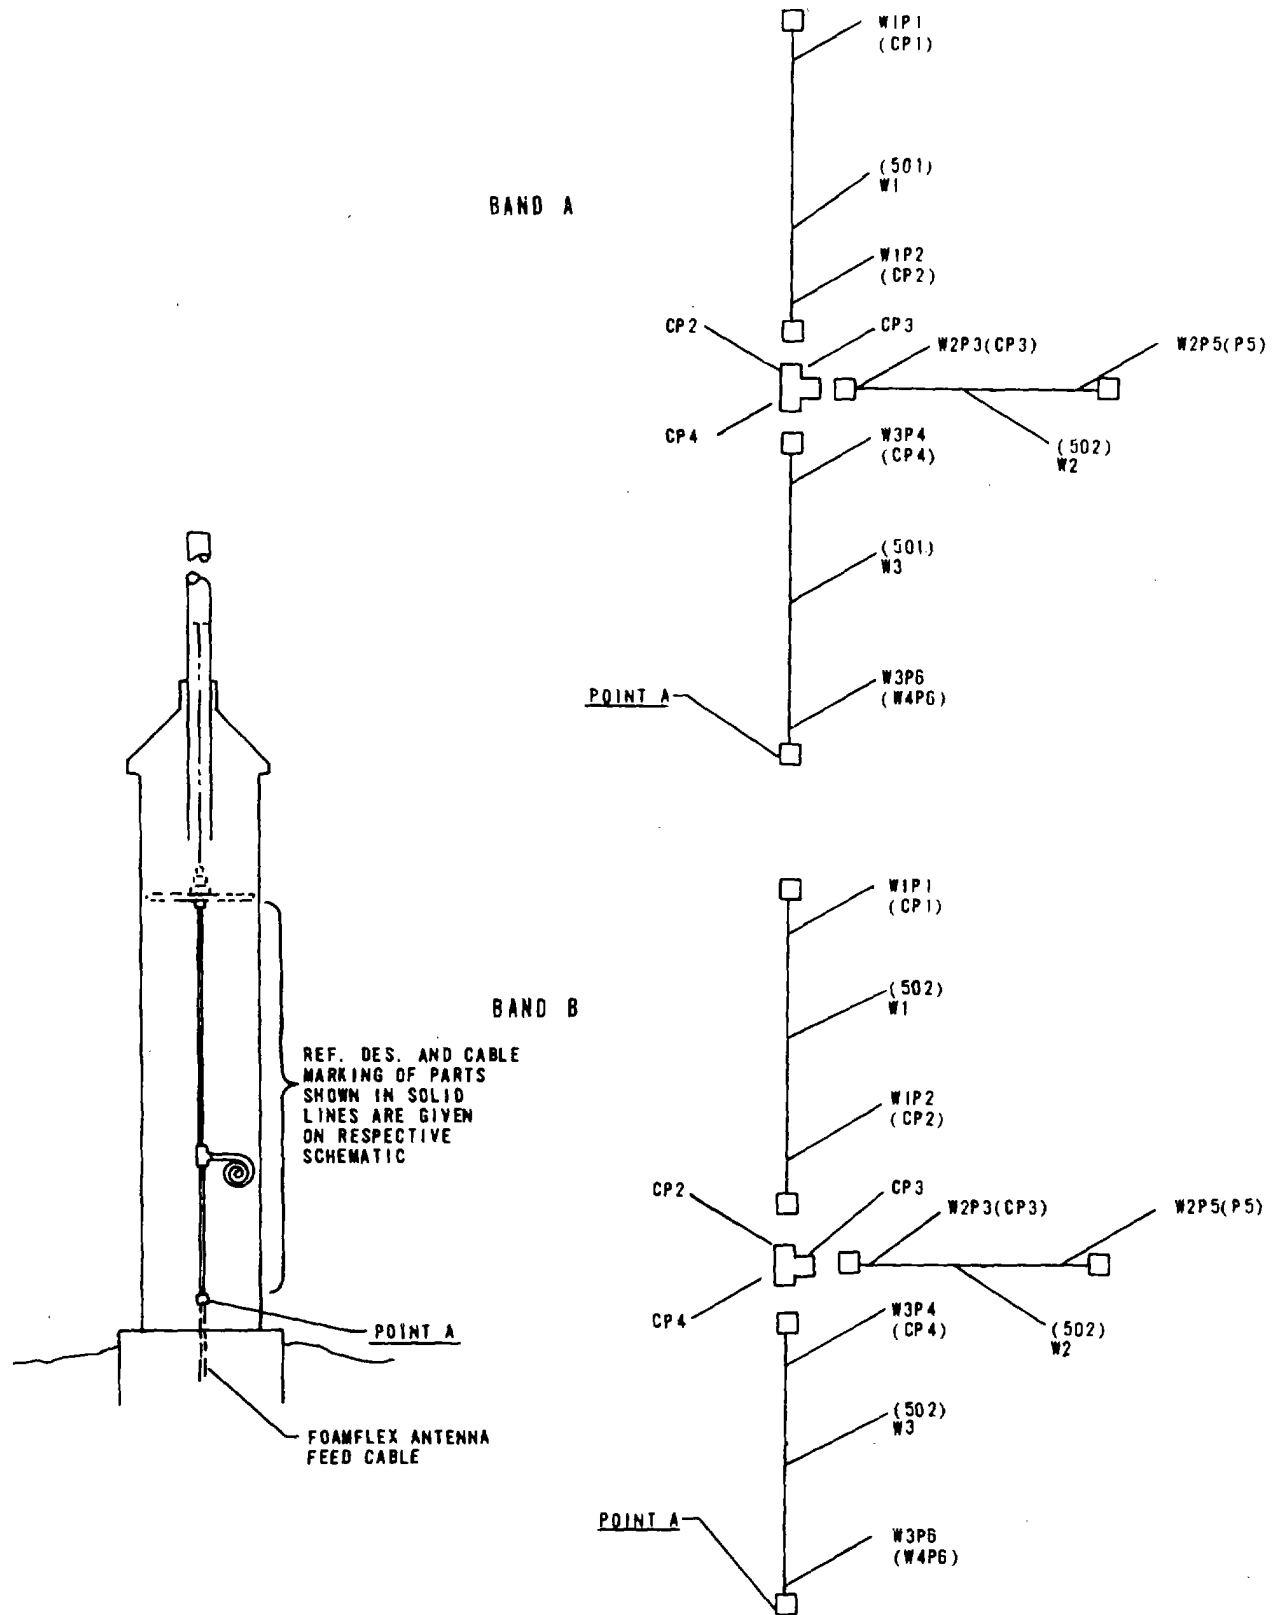 W1P1
(CP1)
(501)
W1
BAND A
W1P2
(CP2)
CP2
CP3
W2P3(CP3)
W2P5(P5)
CP4
W3P4
(CP4)
(502)
W2
(501)
W3
W3P6
(W4P6)
POINT A
W1P1
(CP1)
(502)
W1
BAND B
REF. DES. AND CABLE
MARKING OF PARTS
SHOWN IN SOLID
LINES ARE GIVEN
ON RESPECTIVE
SCHEMATIC
W1P2
(CP2)
CP2
CP3
W2P3(CP3)
W2P5(P5)
CP4
W3P4
(CP4)
(502)
W2
POINT A
(502)
W3
FOAMFLEX ANTENNA
FEED CABLE
POINT A
W3P6
(W4P6)